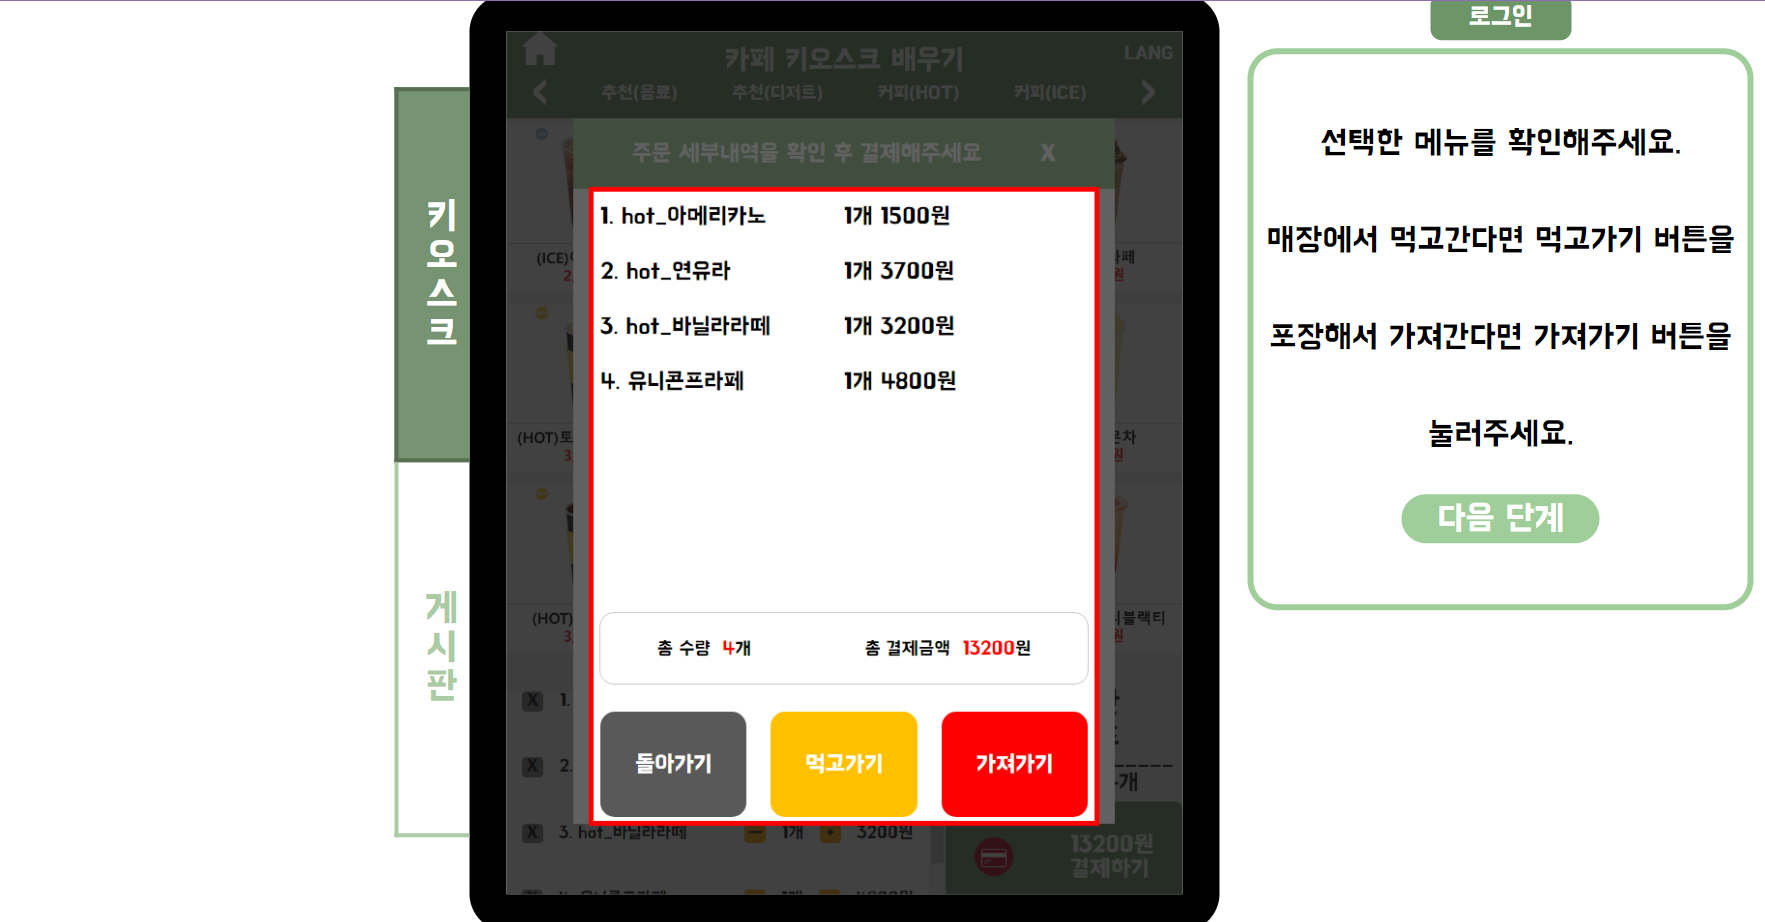 로그인
카페 키오스크 배우기
LANG
추천(음료) 추천(디저트) 커피(HOT) 커피(ICE)
주문 세부내역을 확인 후 결제해주세요 X
1. hot_아메리카노 1개 1500원
2. hot_연유라 1개 3700원
3. hot_바닐라라떼 1개 3200원
4. 유니콘프라페 1개 4800원
총 수량 4개 총 결제금액 13200원
돌아가기 먹고가기 가져가기
(ICE)
(HOT)토
(HOT)
블랙티
X 1.
X 2.
X 3. hot_바닐라라떼 — 1개 + 3200원
13200원
결제하기
키오스크
게시판
선택한 메뉴를 확인해주세요.
매장에서 먹고간다면 먹고가기 버튼을
포장해서 가져간다면 가져가기 버튼을
눌러주세요.
다음 단계